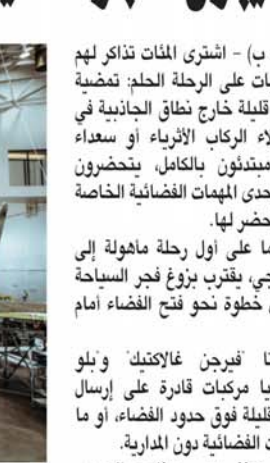 ب) – اشترى المئات تذاكر لهم
ات على الرحلة الحلم: تمضية
قليلة خارج نطاق الجاذبية في
لاء الركاب الأثرياء أو سعداء
مبتدئون بالكامل، يتحضرون
حدى المهمات الفضائية الخاصة
حضر لها.
ما على أول رحلة مأهولة إلى
جي، يقترب بزوغ فجر السياحة
خطوة نحو فتح الفضاء أمام
تا "فيرجن غالاكتيك" و"بلو
يا مركبات قادرة على إرسال
قليلة فوق حدود الفضاء، أو ما
د الفضائية دون المدارية.